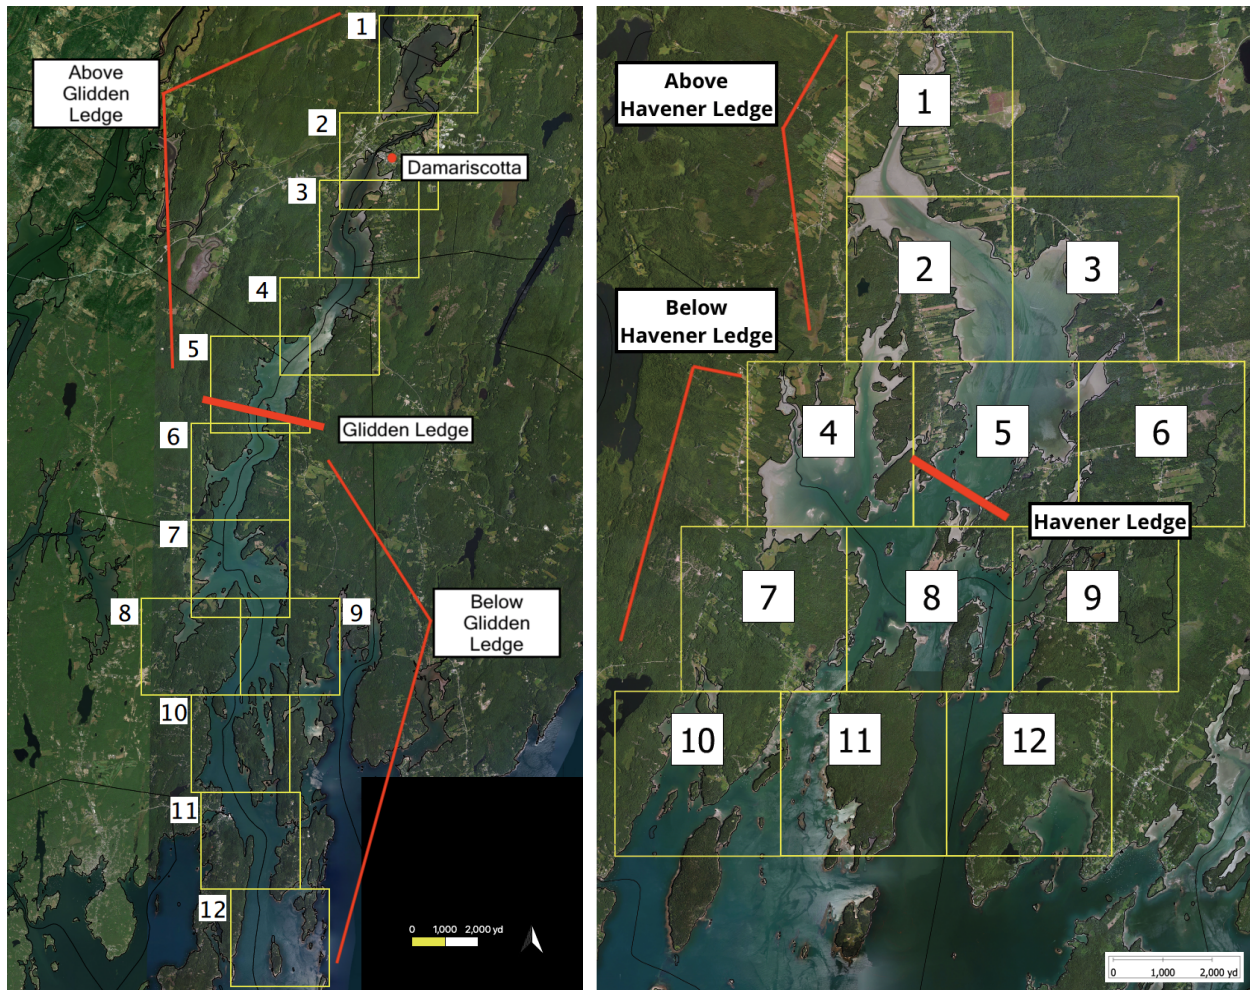 1
Above
Glidden
Ledge
2
Damariscotta
3
4
5
Glidden Ledge
6
7
8
9
Below
Glidden
Ledge
10
11
12
0 1,000 2,000 yd
Above
Havener Ledge
1
2
3
Below
Havener Ledge
4
5
6
Havener Ledge
7
8
9
10
11
12
0 1,000 2,000 yd